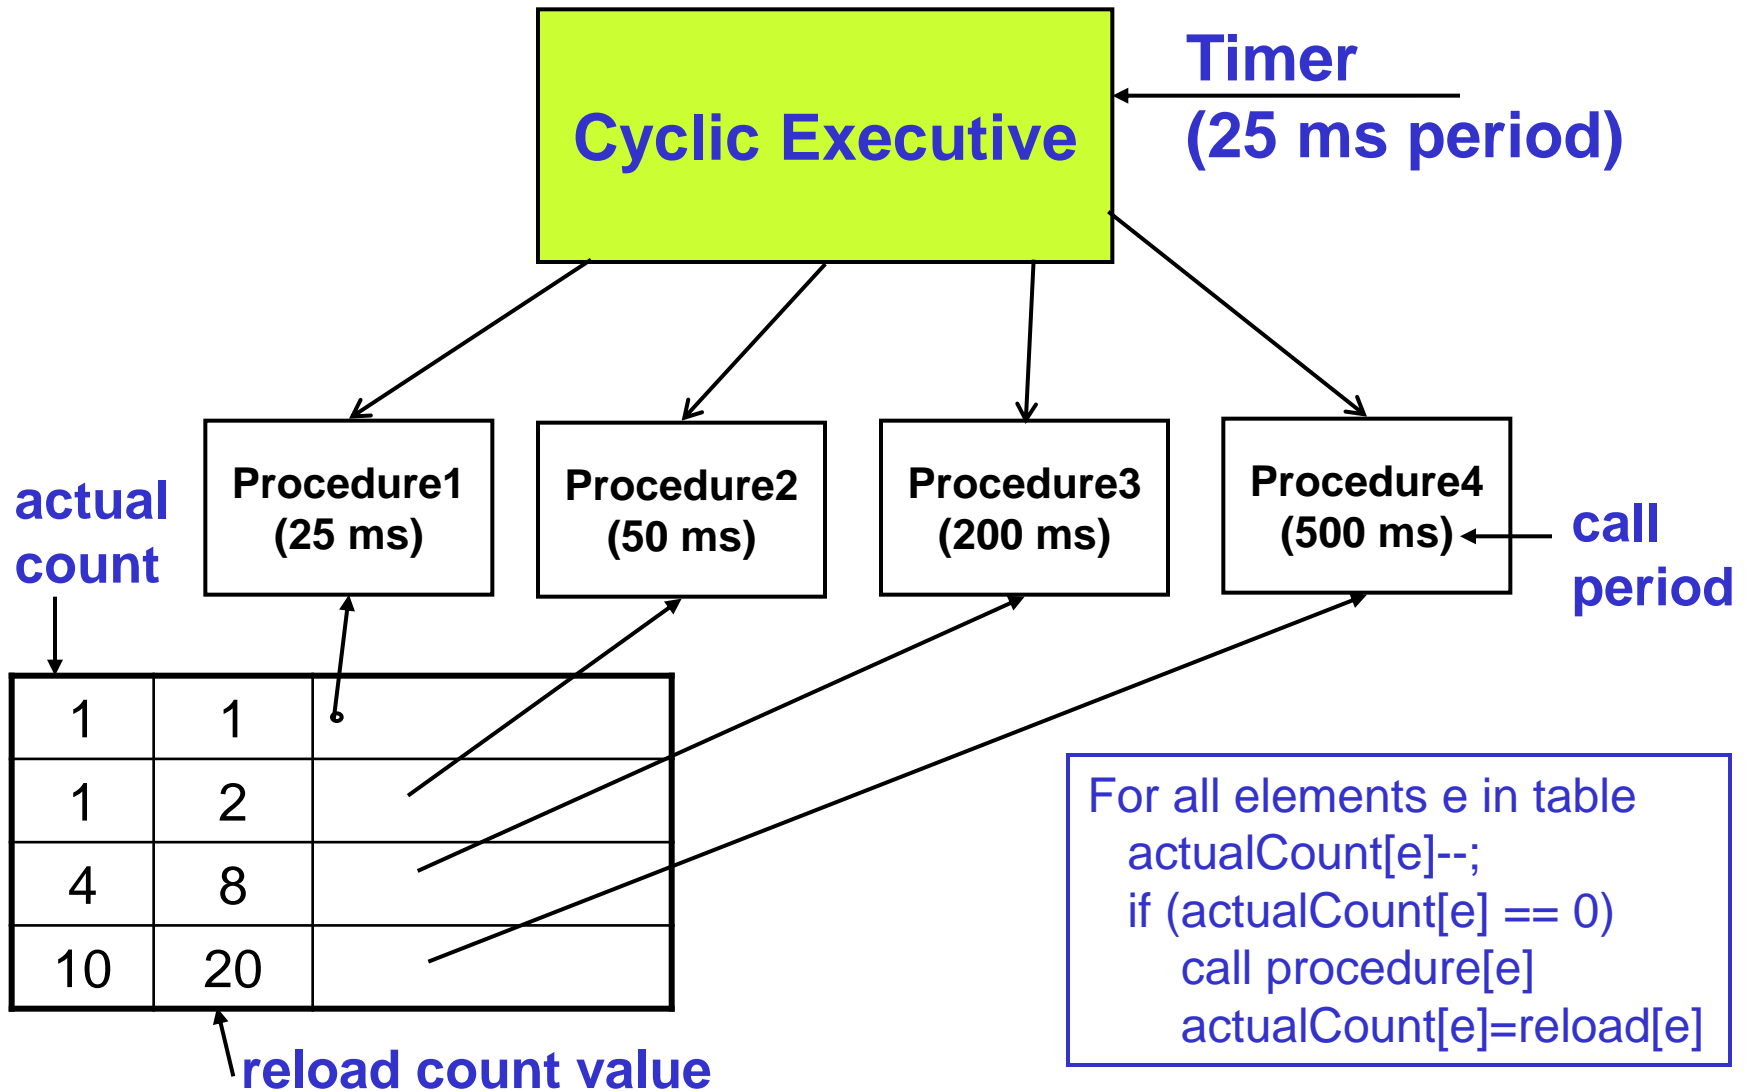 Cyclic Executive
Timer
(25 ms period)
Procedure1
(25 ms)
Procedure2
(50 ms)
Procedure3
(200 ms)
Procedure4
(500 ms)
call
period
actual
count
1 1
1 2
4 8
10 20
reload count value
For all elements e in table
actualCount[e]--;
if (actualCount[e] == 0)
call procedure[e]
actualCount[e]=reload[e]